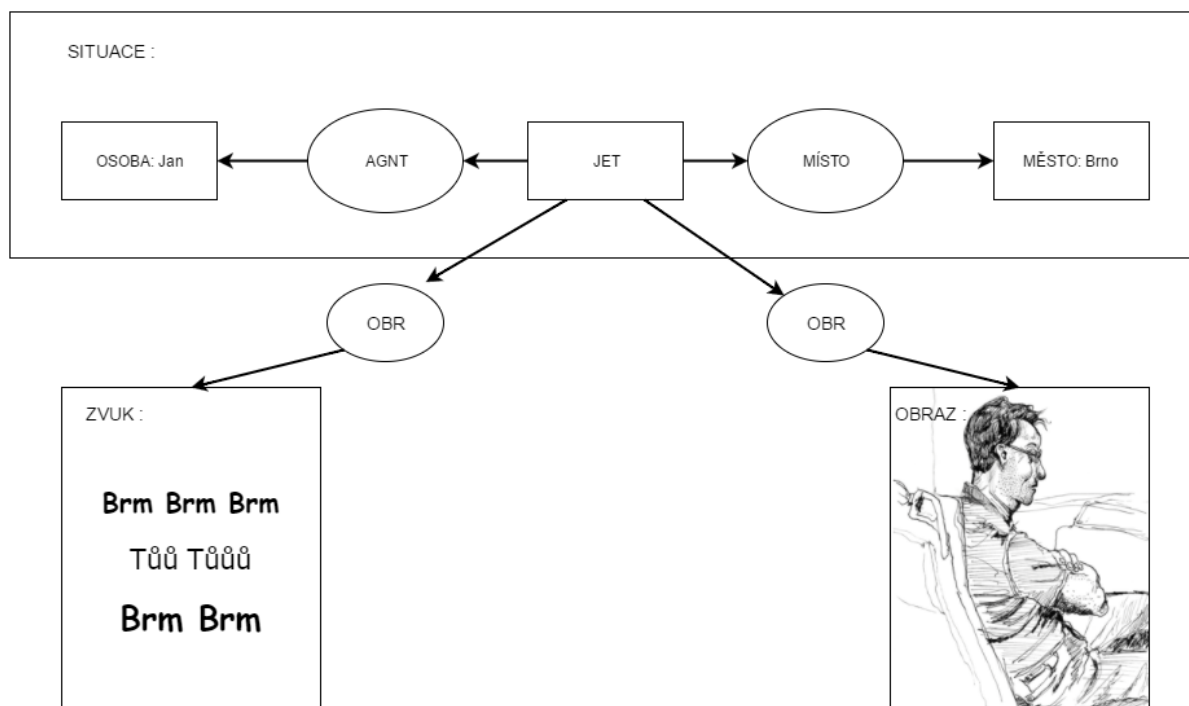 SITUACE :
OSOBA: Jan
AGNT
JET
MÍSTO
MĚSTO: Brno
OBR
OBR
ZVUK :
OBRAZ :
Brm Brm Brm
Tůů Tůůů
Brm Brm